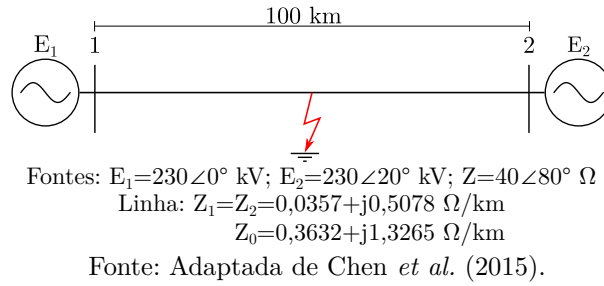 100 km
E₁ 1 2 E₂
Fontes: E₁=230∠0° kV; E₂=230∠20° kV; Z=40∠80° Ω
Linha: Z₁=Z₂=0,0357+j0,5078 Ω/km
Z₀=0,3632+j1,3265 Ω/km
Fonte: Adaptada de Chen et al. (2015).